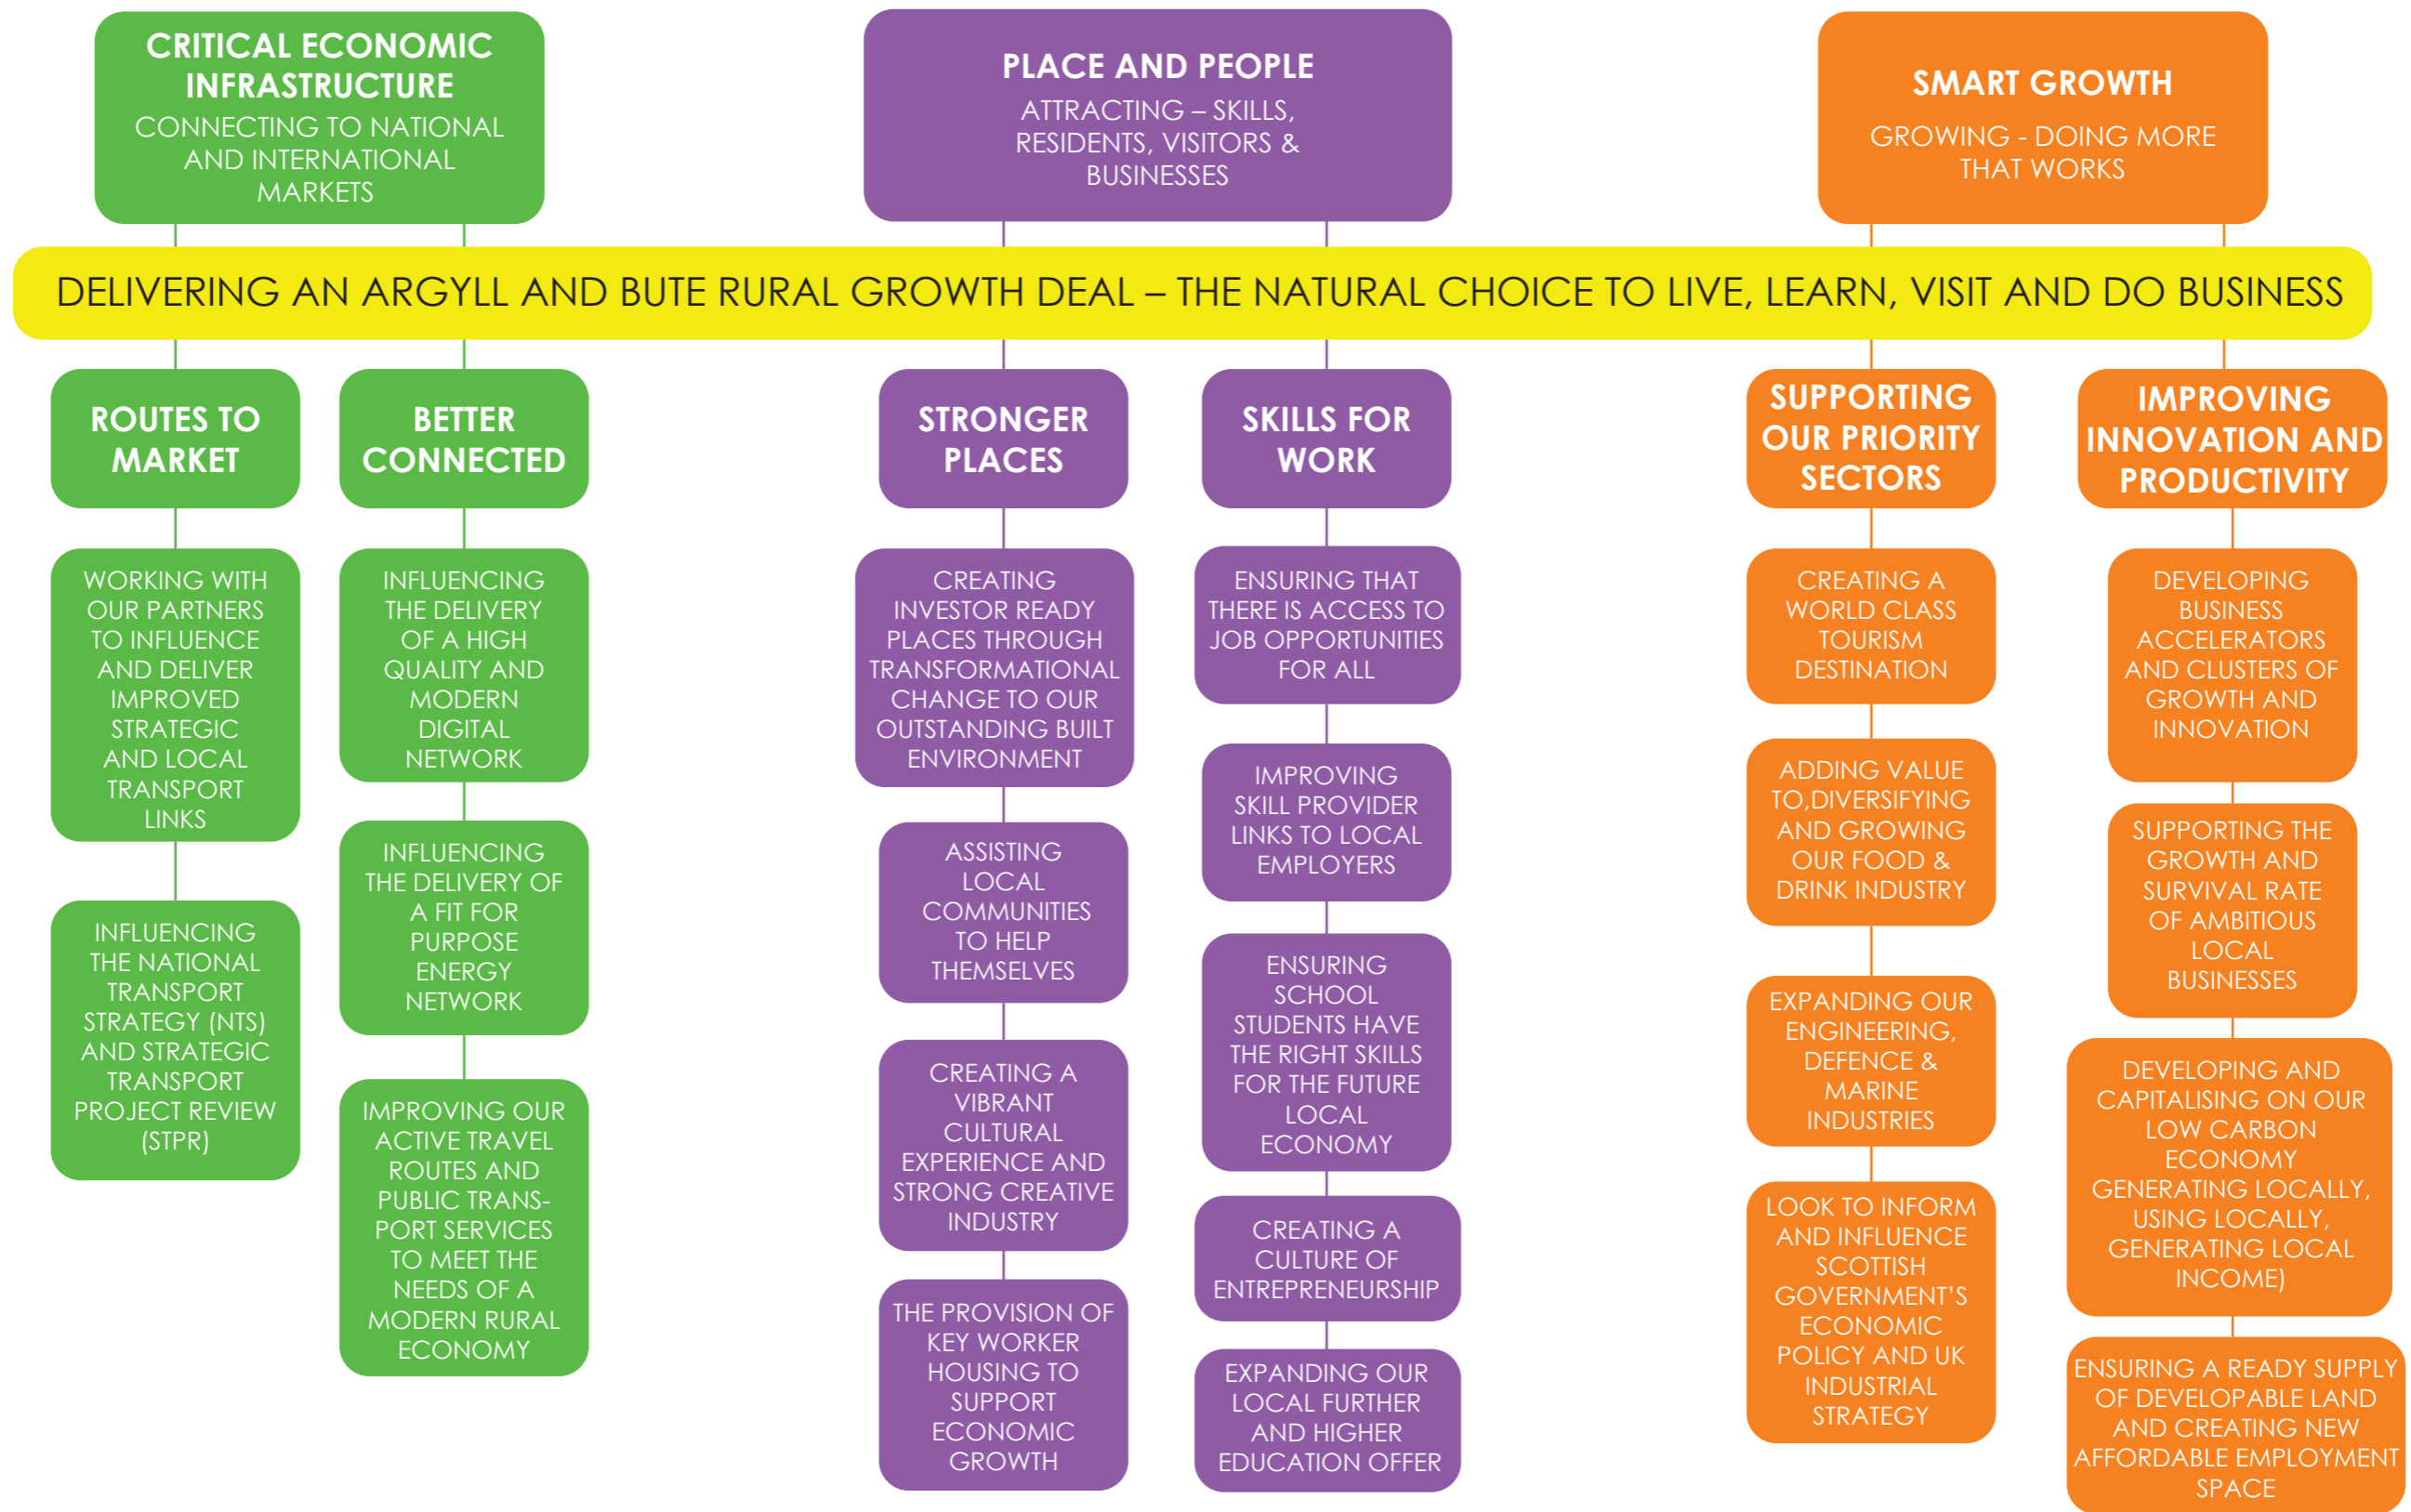 CRITICAL ECONOMIC
INFRASTRUCTURE
CONNECTING TO NATIONAL
AND INTERNATIONAL
MARKETS
PLACE AND PEOPLE
ATTRACTING – SKILLS,
RESIDENTS, VISITORS &
BUSINESSES
SMART GROWTH
GROWING - DOING MORE
THAT WORKS
DELIVERING AN ARGYLL AND BUTE RURAL GROWTH DEAL – THE NATURAL CHOICE TO LIVE, LEARN, VISIT AND DO BUSINESS
ROUTES TO
MARKET
WORKING WITH
OUR PARTNERS
TO INFLUENCE
AND DELIVER
IMPROVED
STRATEGIC
AND LOCAL
TRANSPORT
LINKS
INFLUENCING
THE NATIONAL
TRANSPORT
STRATEGY (NTS)
AND STRATEGIC
TRANSPORT
PROJECT REVIEW
(STPR)
BETTER
CONNECTED
INFLUENCING
THE DELIVERY
OF A HIGH
QUALITY AND
MODERN
DIGITAL
NETWORK
INFLUENCING
THE DELIVERY OF
A FIT FOR
PURPOSE
ENERGY
NETWORK
IMPROVING OUR
ACTIVE TRAVEL
ROUTES AND
PUBLIC TRANS-
PORT SERVICES
TO MEET THE
NEEDS OF A
MODERN RURAL
ECONOMY
STRONGER
PLACES
CREATING
INVESTOR READY
PLACES THROUGH
TRANSFORMATIONAL
CHANGE TO OUR
OUTSTANDING BUILT
ENVIRONMENT
ASSISTING
LOCAL
COMMUNITIES
TO HELP
THEMSELVES
CREATING A
VIBRANT
CULTURAL
EXPERIENCE AND
STRONG CREATIVE
INDUSTRY
THE PROVISION OF
KEY WORKER
HOUSING TO
SUPPORT
ECONOMIC
GROWTH
SKILLS FOR
WORK
ENSURING THAT
THERE IS ACCESS TO
JOB OPPORTUNITIES
FOR ALL
IMPROVING
SKILL PROVIDER
LINKS TO LOCAL
EMPLOYERS
ENSURING
SCHOOL
STUDENTS HAVE
THE RIGHT SKILLS
FOR THE FUTURE
LOCAL
ECONOMY
CREATING A
CULTURE OF
ENTREPRENEURSHIP
EXPANDING OUR
LOCAL FURTHER
AND HIGHER
EDUCATION OFFER
SUPPORTING
OUR PRIORITY
SECTORS
CREATING A
WORLD CLASS
TOURISM
DESTINATION
ADDING VALUE
TO,DIVERSIFYING
AND GROWING
OUR FOOD &
DRINK INDUSTRY
EXPANDING OUR
ENGINEERING,
DEFENCE &
MARINE
INDUSTRIES
LOOK TO INFORM
AND INFLUENCE
SCOTTISH
GOVERNMENT’S
ECONOMIC
POLICY AND UK
INDUSTRIAL
STRATEGY
IMPROVING
INNOVATION AND
PRODUCTIVITY
DEVELOPING
BUSINESS
ACCELERATORS
AND CLUSTERS OF
GROWTH AND
INNOVATION
SUPPORTING THE
GROWTH AND
SURVIVAL RATE
OF AMBITIOUS
LOCAL
BUSINESSES
DEVELOPING AND
CAPITALISING ON OUR
LOW CARBON
ECONOMY
GENERATING LOCALLY,
USING LOCALLY,
GENERATING LOCAL
INCOME)
ENSURING A READY SUPPLY
OF DEVELOPABLE LAND
AND CREATING NEW
AFFORDABLE EMPLOYMENT
SPACE